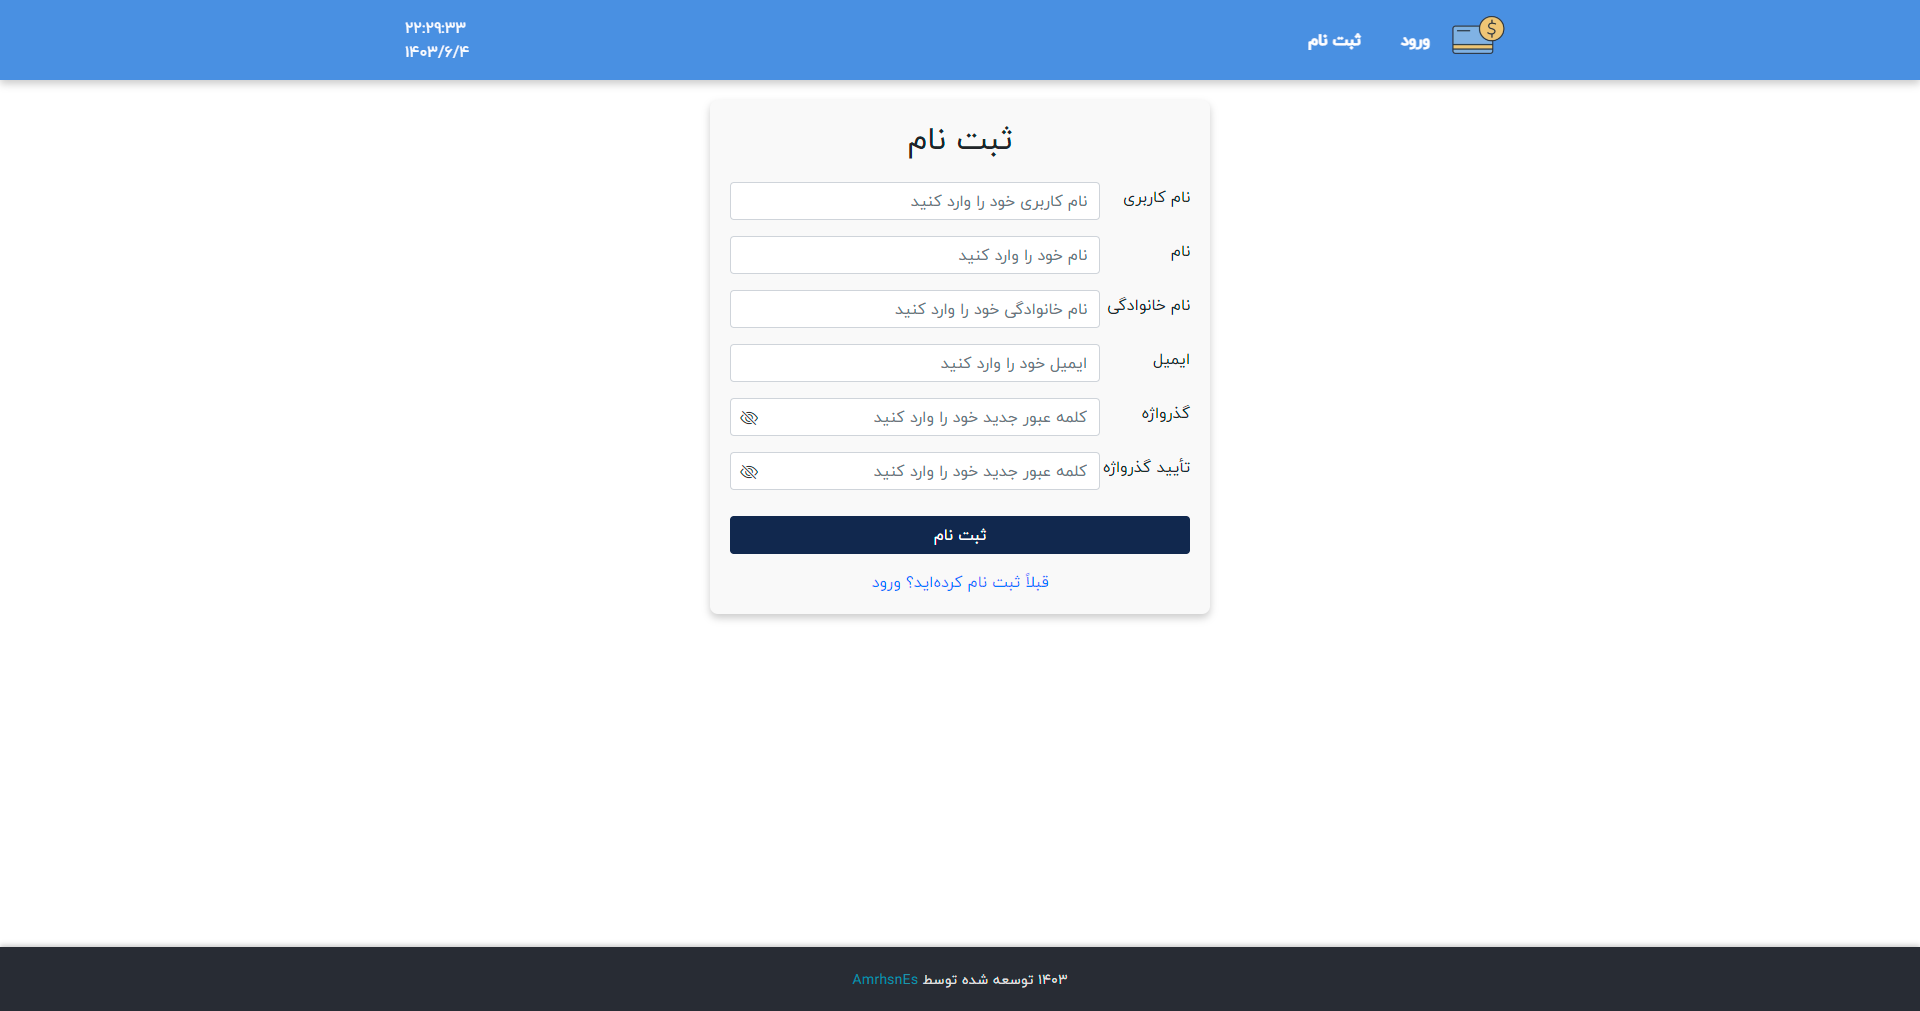 ورود
ثبت نام
۲۲:۲۹:۳۳
۱۴۰۳/۶/۴
ثبت نام
نام کاربری
نام کاربری خود را وارد کنید
نام
نام خود را وارد کنید
نام خانوادگی
نام خانوادگی خود را وارد کنید
ایمیل
ایمیل خود را وارد کنید
گذرواژه
کلمه عبور جدید خود را وارد کنید
تأیید گذرواژه
کلمه عبور جدید خود را وارد کنید
ثبت نام
قبلاً ثبت نام کرده‌اید؟ ورود
۱۴۰۳ توسعه شده توسط AmrhsnEs